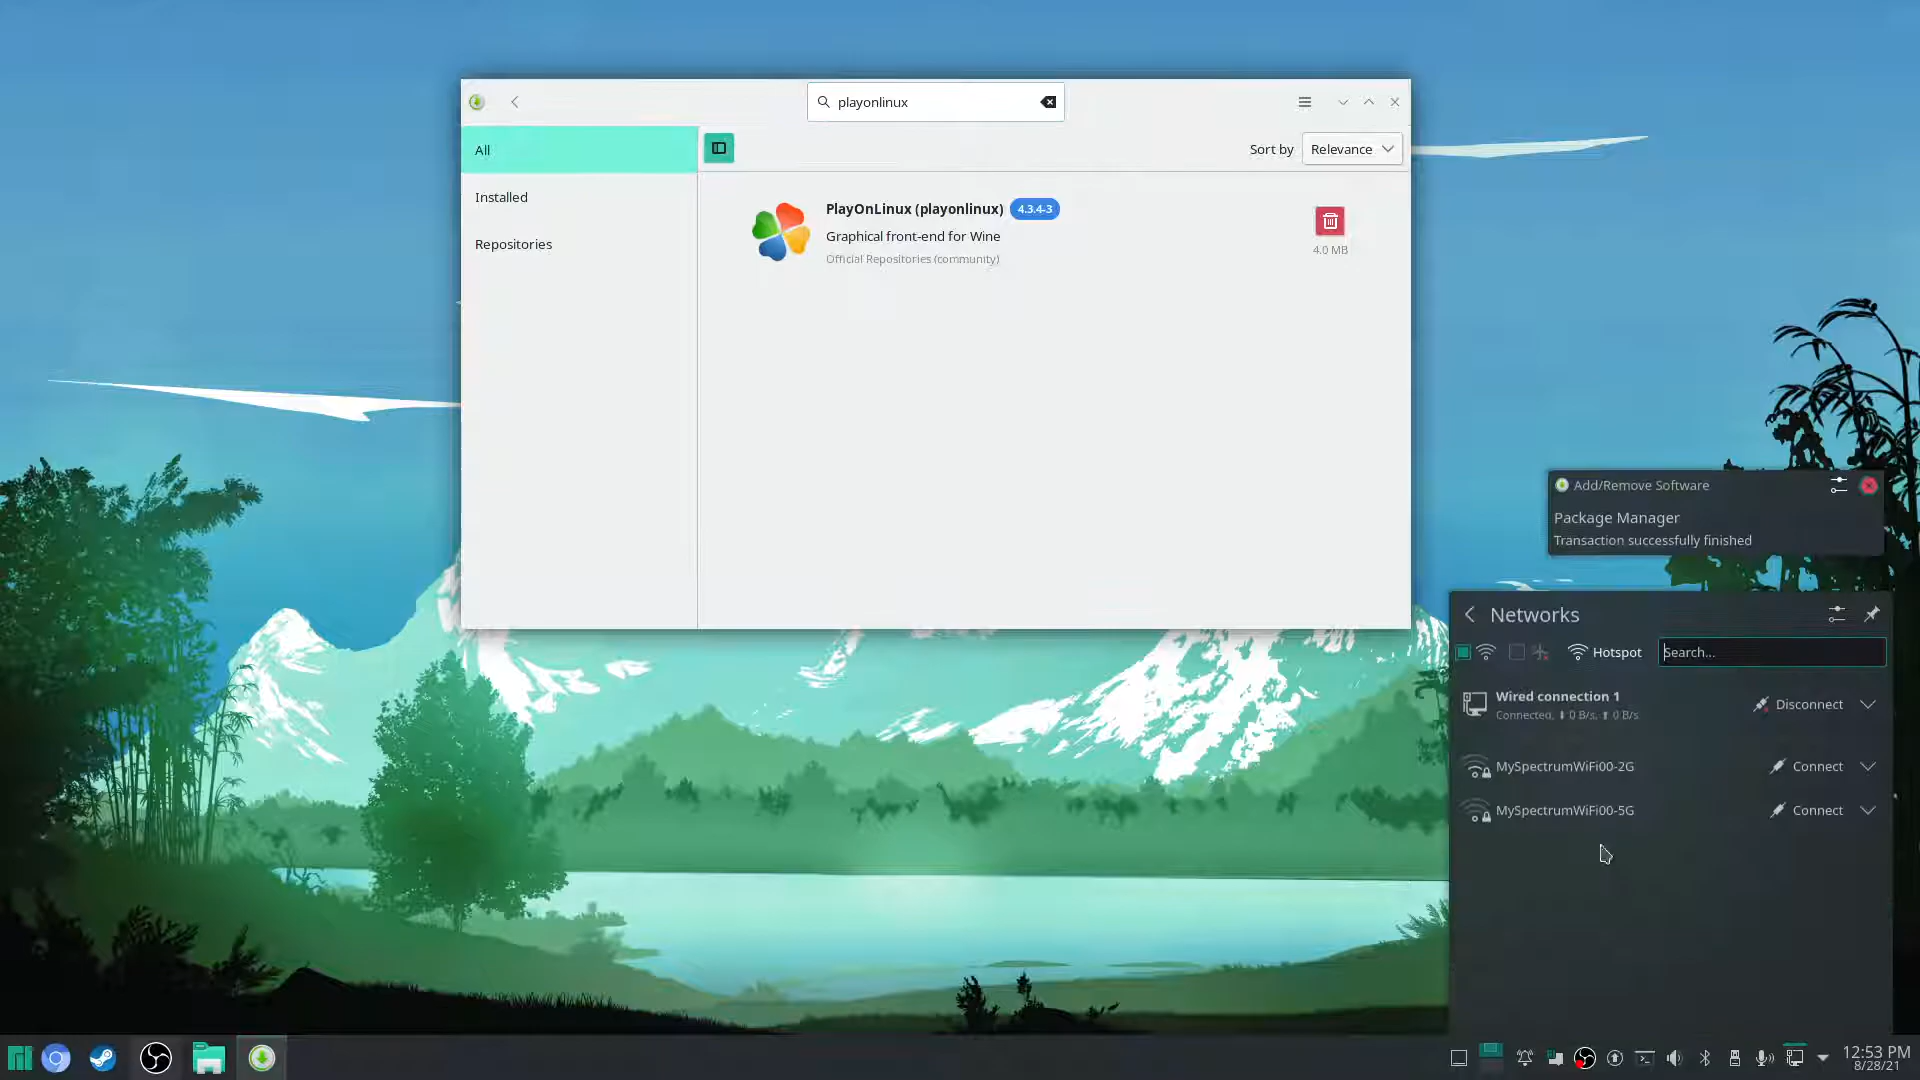 playonlinux
All
Sort by
Relevance
Installed
Repositories
PlayOnLinux (playonlinux)
4.3.4-3
Graphical front-end for Wine
Official Repositories (community)
4.0 MB
Add/Remove Software
Package Manager
Transaction successfully finished
Networks
Hotspot
Search...
Wired connection 1
Connected, ⬇ 0 B/s, ⬆ 0 B/s
Disconnect
MySpectrumWiFi00-2G
Connect
MySpectrumWiFi00-5G
Connect
12:53 PM
8/28/21